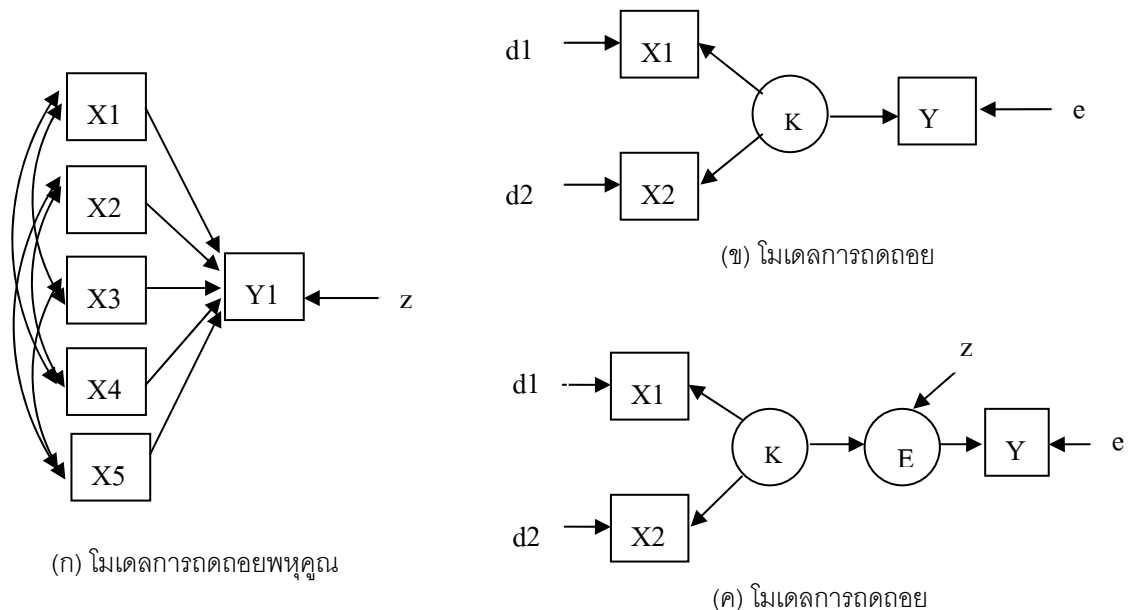 X1
X2
X3
X4
X5
Y1
z
(ก) โมเดลการถดถอยพหุคูณ
d1
X1
K
Y
e
d2
X2
(ข) โมเดลการถดถอย
z
d1
X1
K
E
Y
e
d2
X2
(ค) โมเดลการถดถอย